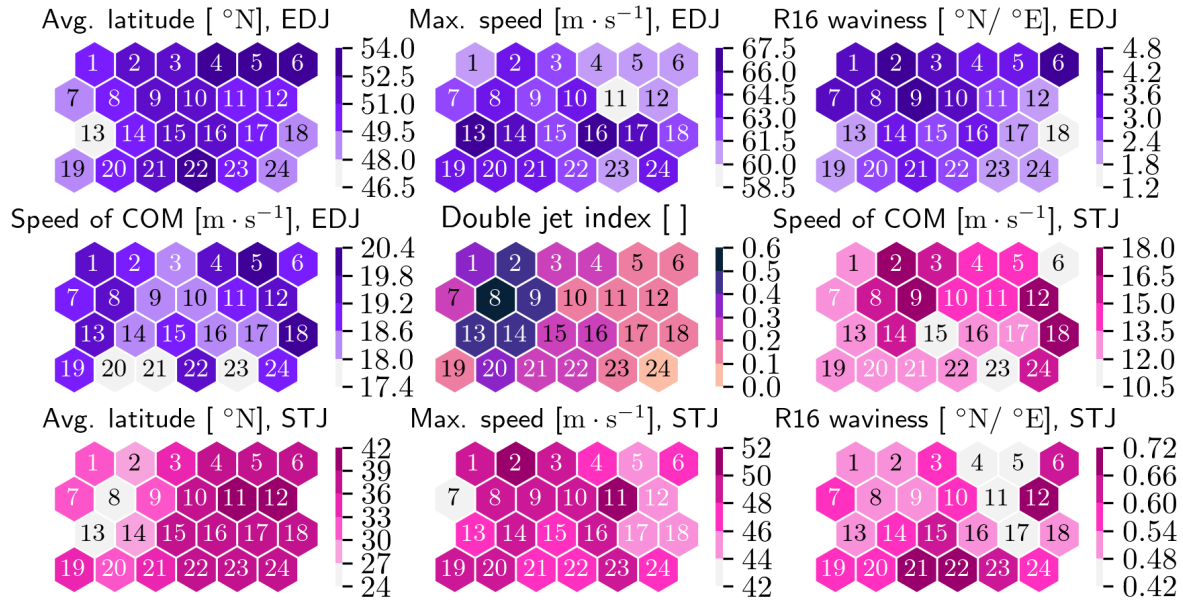 Avg. latitude [ °N], EDJ
1 2 3 4 5 6
7 8 9 10 11 12
13 14 15 16 17 18
19 20 21 22 23 24
54.0
52.5
51.0
49.5
48.0
46.5
Max. speed [m · s⁻¹], EDJ
1 2 3 4 5 6
7 8 9 10 11 12
13 14 15 16 17 18
19 20 21 22 23 24
67.5
66.0
64.5
63.0
61.5
60.0
58.5
R16 waviness [ °N/ °E], EDJ
1 2 3 4 5 6
7 8 9 10 11 12
13 14 15 16 17 18
19 20 21 22 23 24
4.8
4.2
3.6
3.0
2.4
1.8
1.2
Speed of COM [m · s⁻¹], EDJ
1 2 3 4 5 6
7 8 9 10 11 12
13 14 15 16 17 18
19 20 21 22 23 24
20.4
19.8
19.2
18.6
18.0
17.4
Double jet index [ ]
1 2 3 4 5 6
7 8 9 10 11 12
13 14 15 16 17 18
19 20 21 22 23 24
0.6
0.5
0.4
0.3
0.2
0.1
0.0
Speed of COM [m · s⁻¹], STJ
1 2 3 4 5 6
7 8 9 10 11 12
13 14 15 16 17 18
19 20 21 22 23 24
18.0
16.5
15.0
13.5
12.0
10.5
Avg. latitude [ °N], STJ
1 2 3 4 5 6
7 8 9 10 11 12
13 14 15 16 17 18
19 20 21 22 23 24
42
39
36
33
30
27
24
Max. speed [m · s⁻¹], STJ
1 2 3 4 5 6
7 8 9 10 11 12
13 14 15 16 17 18
19 20 21 22 23 24
52
50
48
46
44
42
R16 waviness [ °N/ °E], STJ
1 2 3 4 5 6
7 8 9 10 11 12
13 14 15 16 17 18
19 20 21 22 23 24
0.72
0.66
0.60
0.54
0.48
0.42